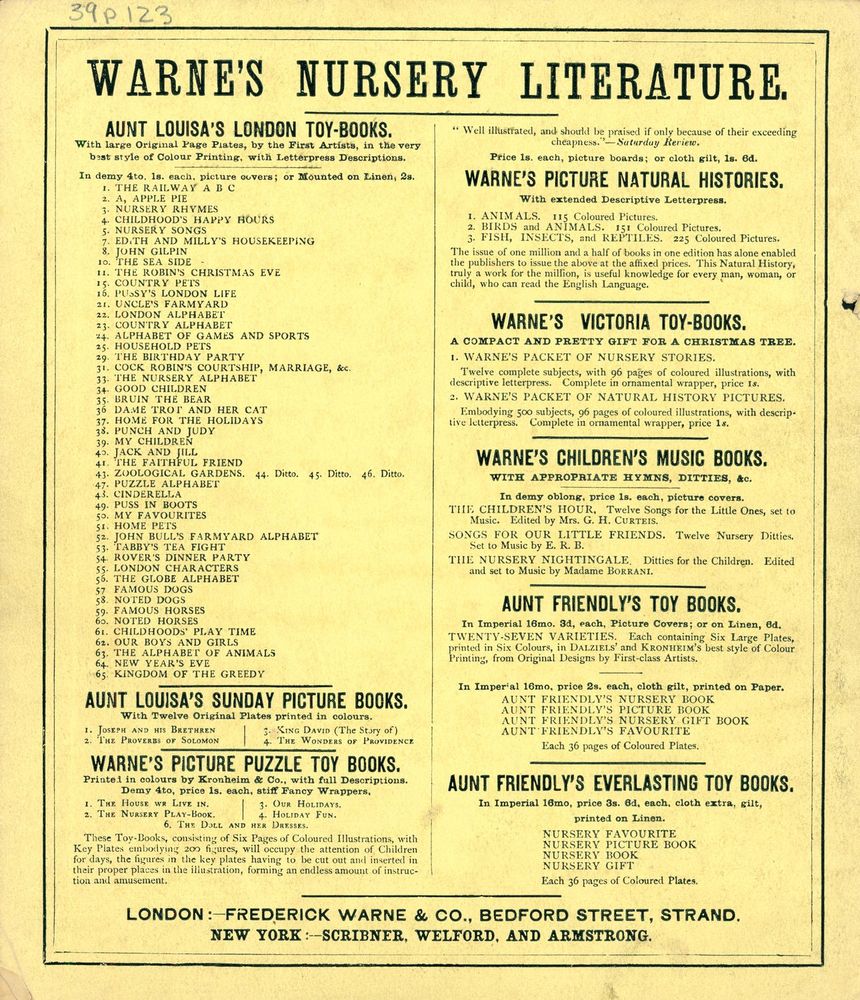 39p123
WARNE'S NURSERY LITERATURE.
AUNT LOUISA'S LONDON TOY-BOOKS.
With large Original Page Plates, by the First Artists, in the very
best style of Colour Printing, with Letterpress Descriptions.
In demy 4to, 1s. each, picture covers; or Mounted on Linen, 2s.
1. THE RAILWAY A B C
2. A, APPLE PIE
3. NURSERY RHYMES
4. CHILDHOOD'S HAPPY HOURS
5. NURSERY SONGS
7. EDITH AND MILLY'S HOUSEKEEPING
8. JOHN GILPIN
10. THE SEA SIDE
11. THE ROBIN'S CHRISTMAS EVE
15. COUNTRY PETS
16. PUSSY'S LONDON LIFE
21. UNCLE'S FARMYARD
22. LONDON ALPHABET
23. COUNTRY ALPHABET
24. ALPHABET OF GAMES AND SPORTS
25. HOUSEHOLD PETS
29. THE BIRTHDAY PARTY
31. COCK ROBIN'S COURTSHIP, MARRIAGE, &c.
33. THE NURSERY ALPHABET
34. GOOD CHILDREN
35. BRUIN THE BEAR
36 DAME TROT AND HER CAT
37. HOME FOR THE HOLIDAYS
38. PUNCH AND JUDY
39. MY CHILDREN
40. JACK AND JILL
41. THE FAITHFUL FRIEND
43. ZOOLOGICAL GARDENS. 44. Ditto. 45. Ditto. 46. Ditto.
47. PUZZLE ALPHABET
48. CINDERELLA
49. PUSS IN BOOTS
50. MY FAVOURITES
51. HOME PETS
52. JOHN BULL'S FARMYARD ALPHABET
53. TABBY'S TEA FIGHT
54. ROVER'S DINNER PARTY
55. LONDON CHARACTERS
56. THE GLOBE ALPHABET
57 FAMOUS DOGS
58. NOTED DOGS
59. FAMOUS HORSES
60. NOTED HORSES
61. CHILDHOODS' PLAY TIME
62. OUR BOYS AND GIRLS
63. THE ALPHABET OF ANIMALS
64. NEW YEAR'S EVE
65. KINGDOM OF THE GREEDY
AUNT LOUISA'S SUNDAY PICTURE BOOKS.
With Twelve Original Plates printed in colours.
1. JOSEPH AND HIS BRETHREN
2. THE PROVERBS OF SOLOMON
3. KING DAVID (The Story of)
4. THE WONDERS OF PROVIDENCE
WARNE'S PICTURE PUZZLE TOY BOOKS.
Printed in colours by Kronheim & Co., with full Descriptions.
Demy 4to, price 1s. each, stiff Fancy Wrappers,
1. THE HOUSE WE LIVE IN.
2. THE NURSERY PLAY-BOOK.
3. OUR HOLIDAYS.
4. HOLIDAY FUN.
6. THE DOLL AND HER DRESSES.
These Toy-Books, consisting of Six Pages of Coloured Illustrations, with
Key Plates embodying 200 figures, will occupy the attention of Children
for days, the figures in the key plates having to be cut out and inserted in
their proper places in the illustration, forming an endless amount of instruc-
tion and amusement.
" Well illustrated, and should be praised if only because of their exceeding
cheapness."—Saturday Review.
Price 1s. each, picture boards; or cloth gilt, 1s. 6d.
WARNE'S PICTURE NATURAL HISTORIES.
With extended Descriptive Letterpress.
1. ANIMALS. 115 Coloured Pictures.
2. BIRDS and ANIMALS. 151 Coloured Pictures.
3. FISH, INSECTS, and REPTILES. 225 Coloured Pictures.
The issue of one million and a half of books in one edition has alone enabled
the publishers to issue the above at the affixed prices. This Natural History,
truly a work for the million, is useful knowledge for every man, woman, or
child, who can read the English Language.
WARNE'S VICTORIA TOY-BOOKS.
A COMPACT AND PRETTY GIFT FOR A CHRISTMAS TREE.
1. WARNE'S PACKET OF NURSERY STORIES.
Twelve complete subjects, with 96 pages of coloured illustrations, with
descriptive letterpress. Complete in ornamental wrapper, price 1s.
2. WARNE'S PACKET OF NATURAL HISTORY PICTURES.
Embodying 500 subjects, 96 pages of coloured illustrations, with descrip-
tive letterpress. Complete in ornamental wrapper, price 1s.
WARNE'S CHILDREN'S MUSIC BOOKS.
WITH APPROPRIATE HYMNS, DITTIES, &c.
In demy oblong, price 1s. each, picture covers.
THE CHILDREN'S HOUR, Twelve Songs for the Little Ones, set to
Music. Edited by Mrs. G. H. CURTEIS.
SONGS FOR OUR LITTLE FRIENDS. Twelve Nursery Ditties.
Set to Music by E. R. B.
THE NURSERY NIGHTINGALE. Ditties for the Children. Edited
and set to Music by Madame BORRANI.
AUNT FRIENDLY'S TOY BOOKS.
In Imperial 16mo. 3d, each, Picture Covers; or on Linen, 6d.
TWENTY-SEVEN VARIETIES. Each containing Six Large Plates,
printed in Six Colours, in DALZIELS' and KRONHEIM'S best style of Colour
Printing, from Original Designs by First-class Artists.
In Imperial 16mo, price 2s. each, cloth gilt, printed on Paper.
AUNT FRIENDLY'S NURSERY BOOK
AUNT FRIENDLY'S PICTURE BOOK
AUNT FRIENDLY'S NURSERY GIFT BOOK
AUNT FRIENDLY'S FAVOURITE
Each 36 pages of Coloured Plates.
AUNT FRIENDLY'S EVERLASTING TOY BOOKS.
In Imperial 16mo, price 3s. 6d, each, cloth extra, gilt,
printed on Linen.
NURSERY FAVOURITE
NURSERY PICTURE BOOK
NURSERY BOOK
NURSERY GIFT
Each 36 pages of Coloured Plates.
LONDON:—FREDERICK WARNE & CO., BEDFORD STREET, STRAND.
NEW YORK:—SCRIBNER, WELFORD, AND ARMSTRONG.